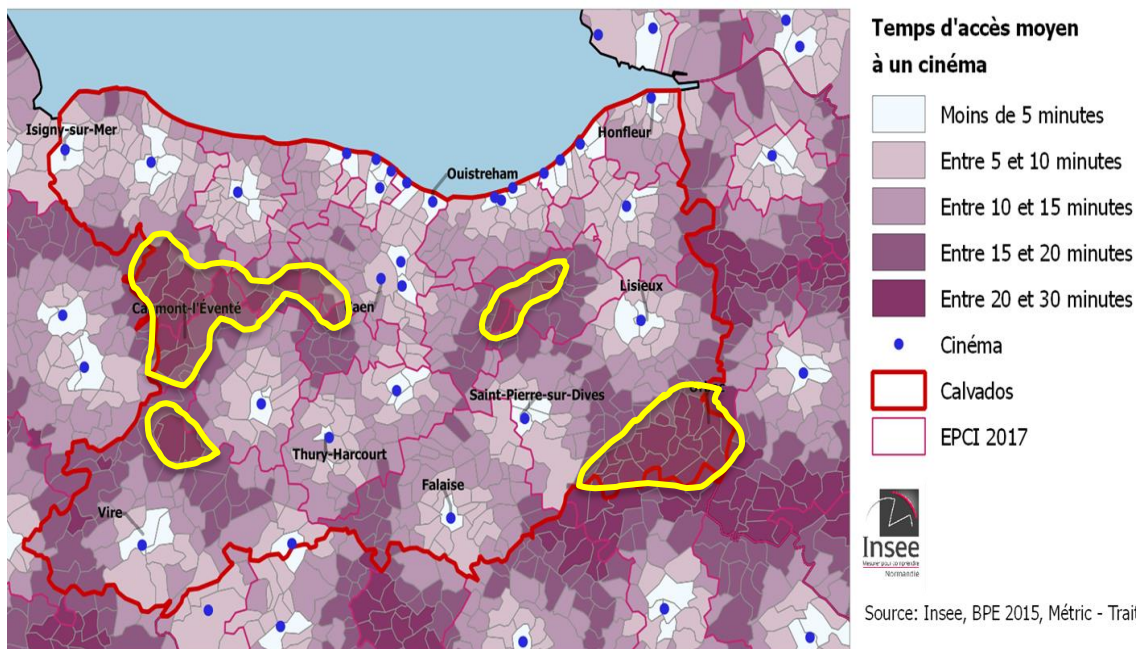 Temps d'accès moyen
à un cinéma
Moins de 5 minutes
Entre 5 et 10 minutes
Entre 10 et 15 minutes
Entre 15 et 20 minutes
Entre 20 et 30 minutes
Cinéma
Calvados
EPCI 2017
Isigny-sur-Mer
Honfleur
Ouistreham
Lisieux
aen
Caumont-l'Éventé
Saint-Pierre-sur-Dives
Thury-Harcourt
Falaise
Vire
Insee
Mesurer pour comprendre
Normandie
Source: Insee, BPE 2015, Métric - Trait